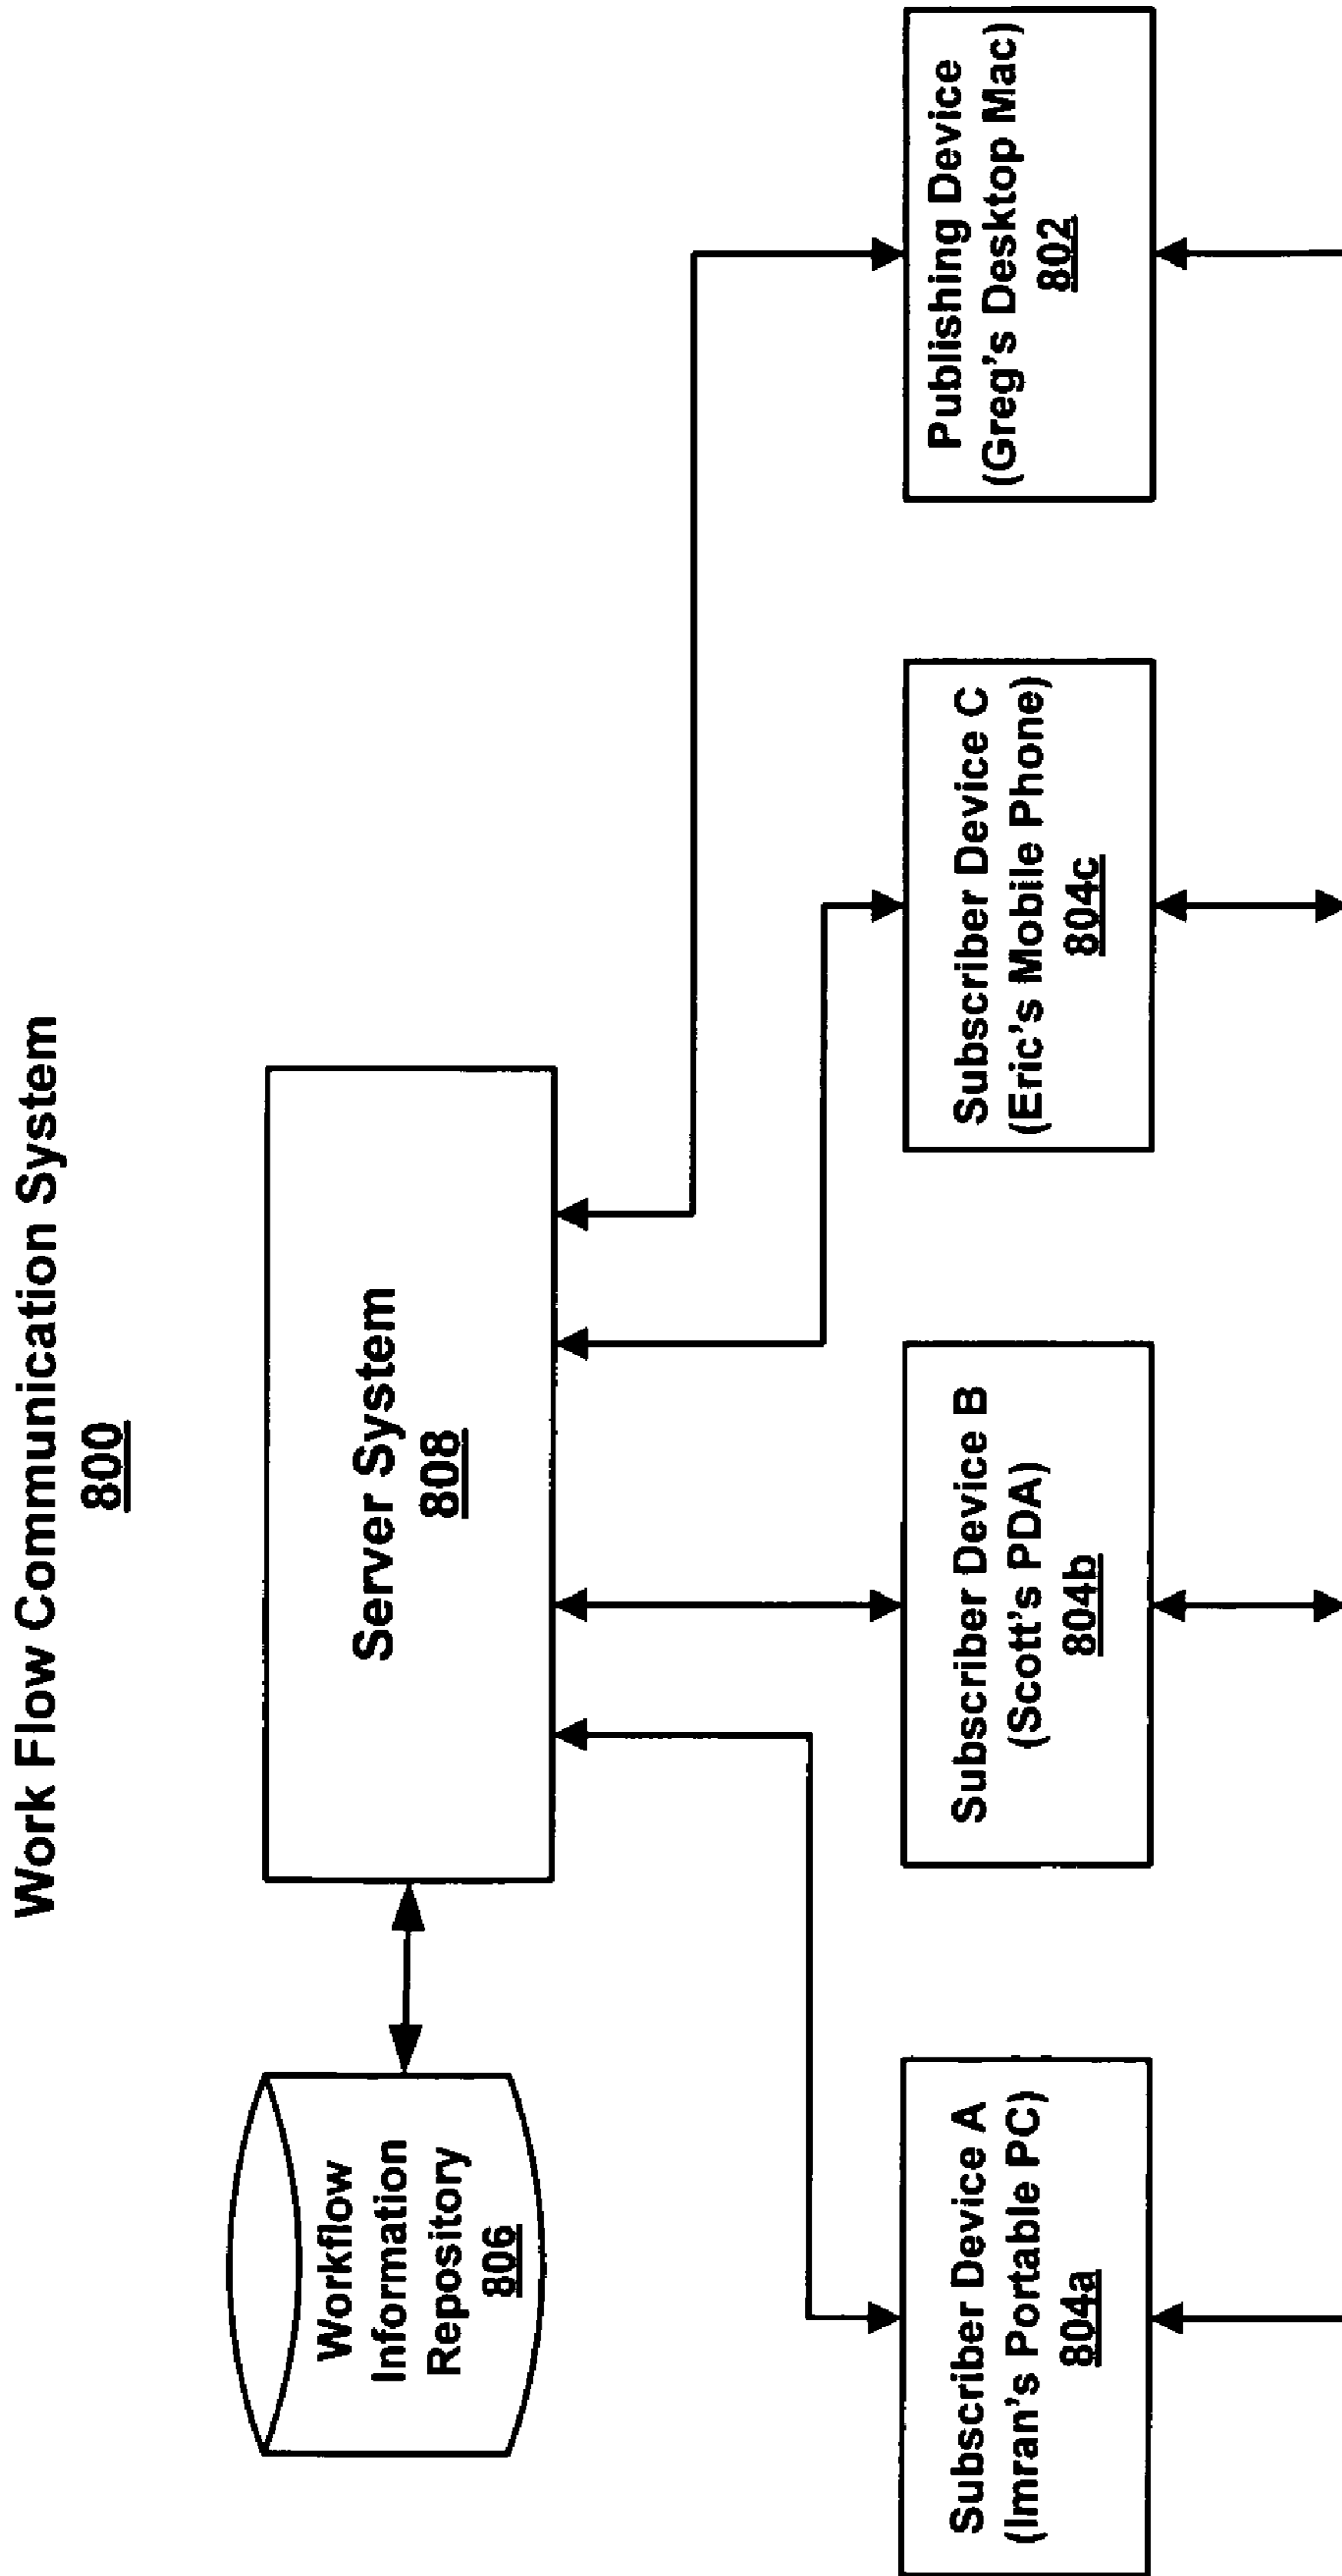 Work Flow Communication System
800
Workflow
Information
Repository
806
Server System
808
Subscriber Device A
(Imran's Portable PC)
804a
Subscriber Device B
(Scott's PDA)
804b
Subscriber Device C
(Eric's Mobile Phone)
804c
Publishing Device
(Greg's Desktop Mac)
802